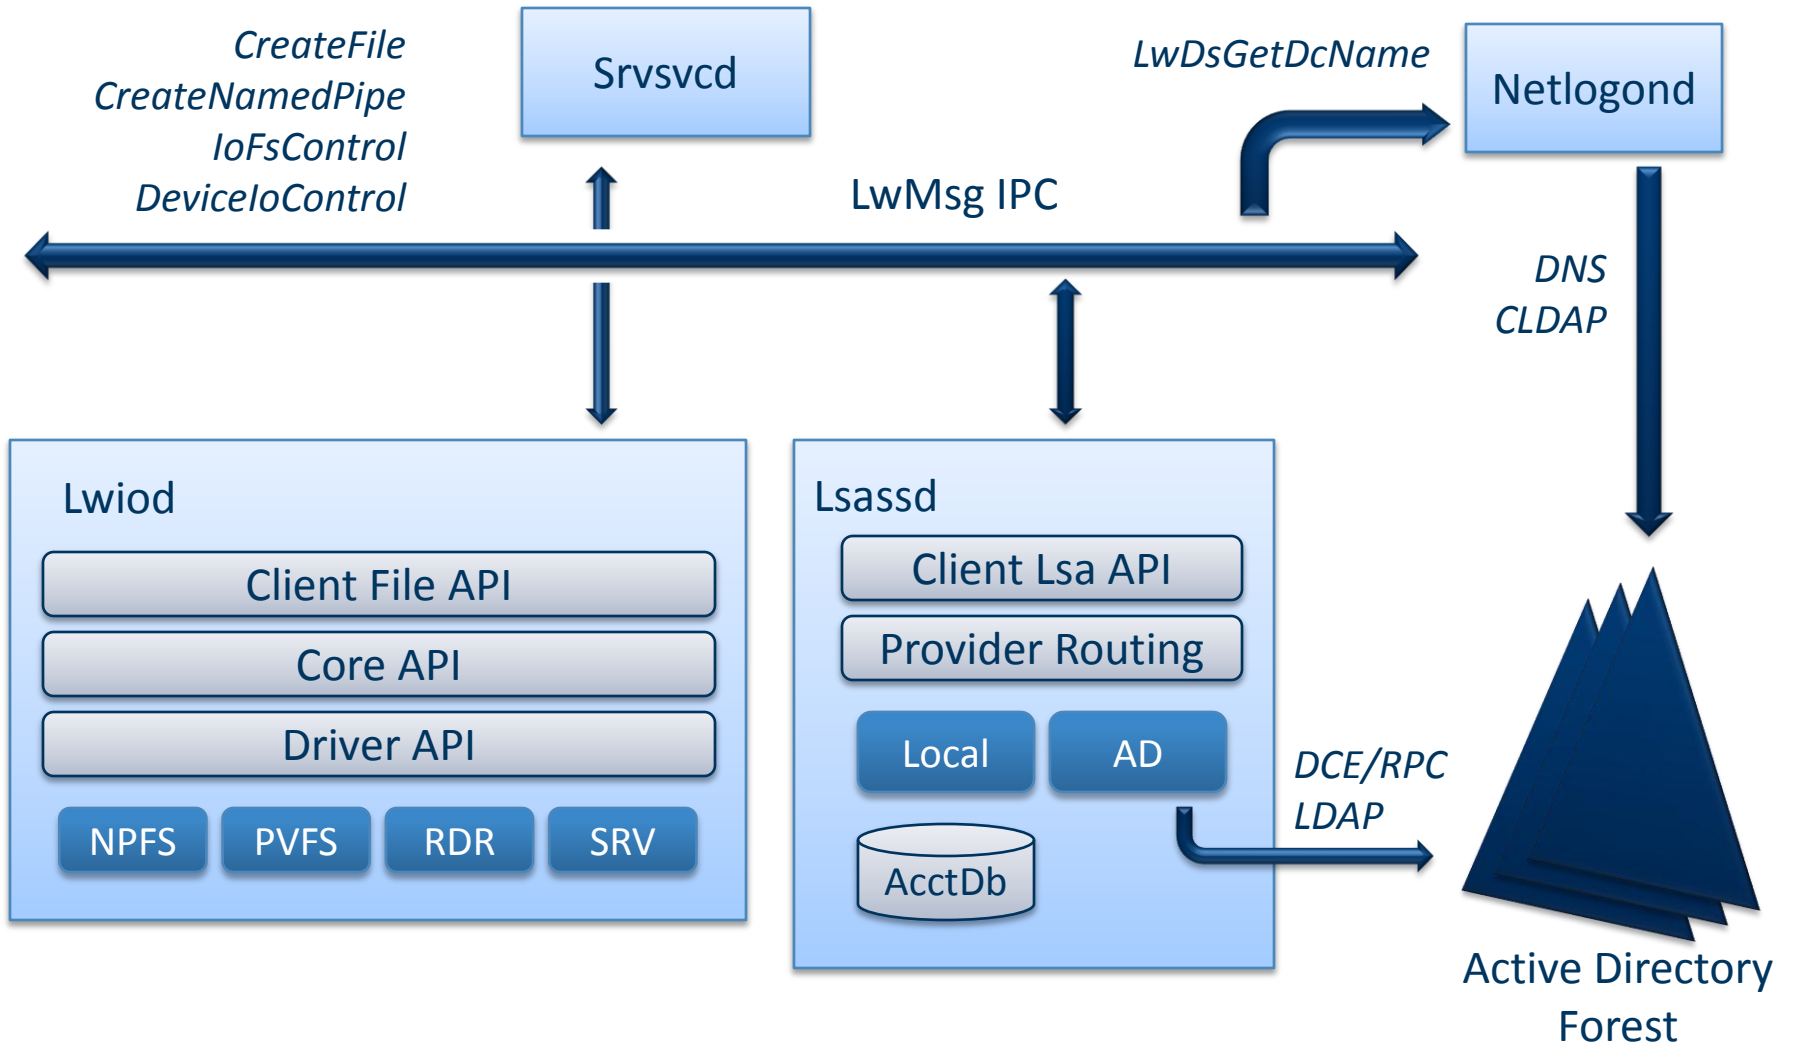 CreateFile
CreateNamedPipe
IoFsControl
DeviceIoControl
Srvsvcd
LwDsGetDcName
Netlogond
LwMsg IPC
DNS
CLDAP
Lwiod
Client File API
Core API
Driver API
NPFS
PVFS
RDR
SRV
Lsassd
Client Lsa API
Provider Routing
Local
AD
AcctDb
DCE/RPC
LDAP
Active Directory
Forest